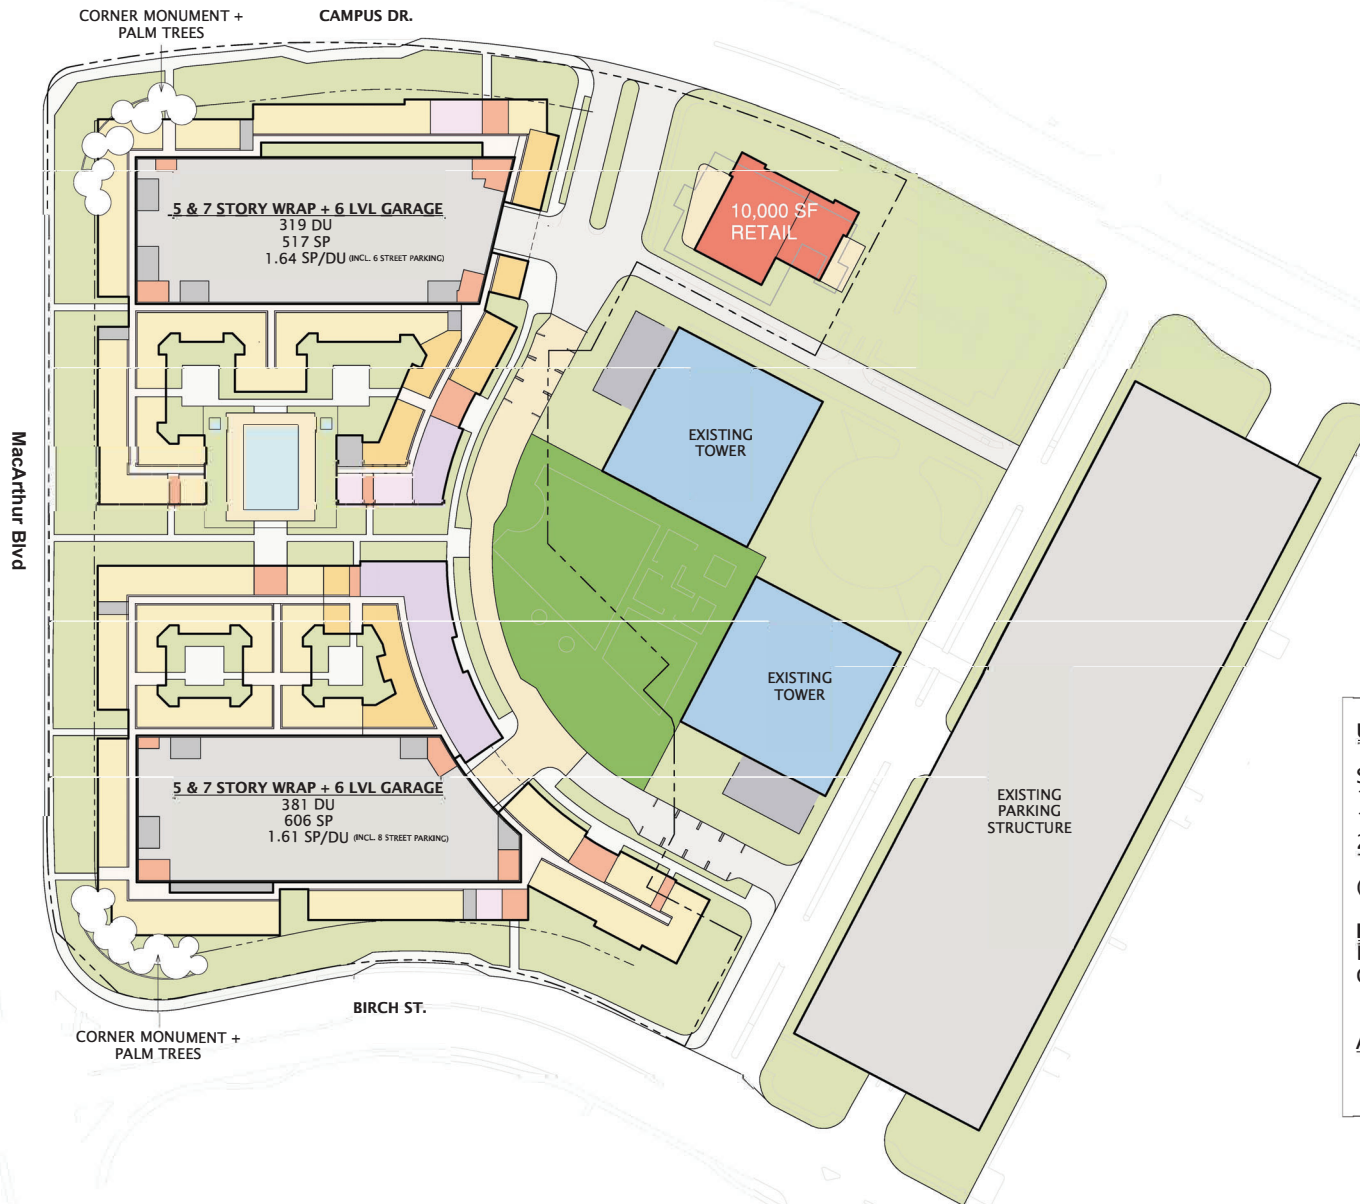 CORNER MONUMENT +
PALM TREES
CAMPUS DR.
5 & 7 STORY WRAP + 6 LVL GARAGE
319 DU
517 SP
1.64 SP/DU (INCL. 6 STREET PARKING)
10,000 SF
RETAIL
EXISTING
TOWER
MacArthur Blvd
EXISTING
TOWER
5 & 7 STORY WRAP + 6 LVL GARAGE
381 DU
606 SP
1.61 SP/DU (INCL. 8 STREET PARKING)
EXISTING
PARKING
STRUCTURE
BIRCH ST.
CORNER MONUMENT +
PALM TREES